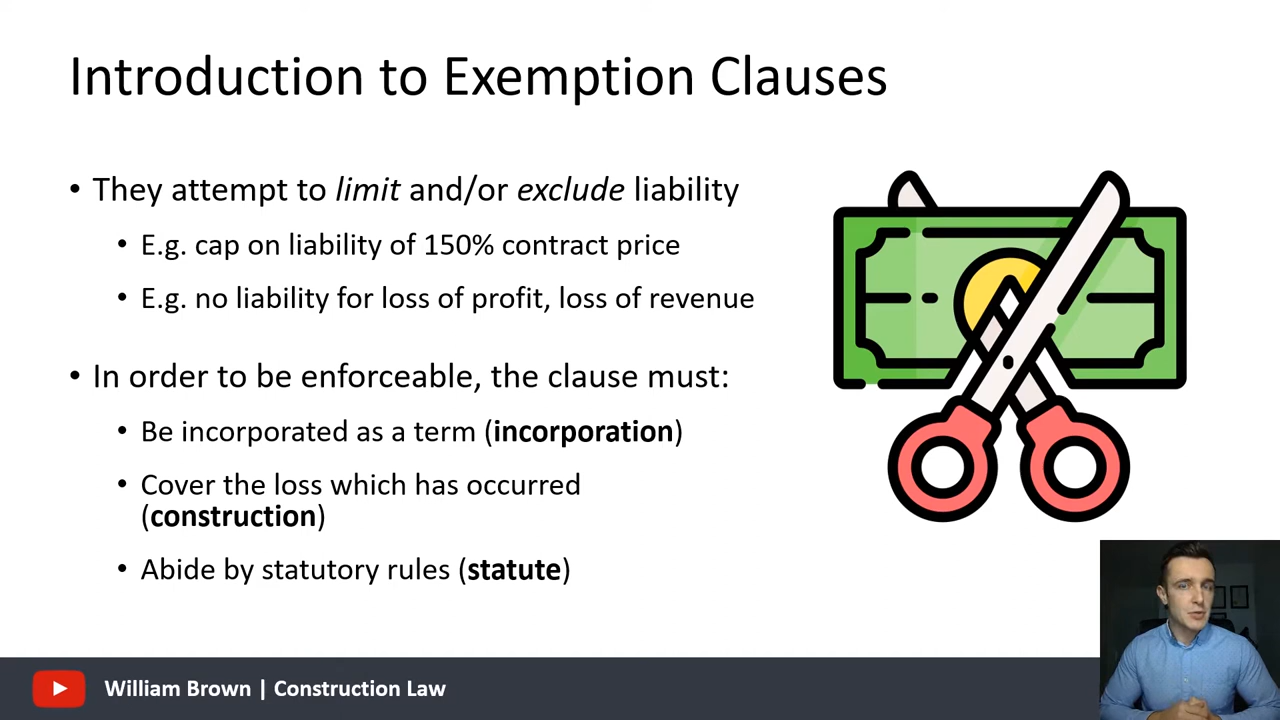 Introduction to Exemption Clauses
• They attempt to limit and/or exclude liability
• E.g. cap on liability of 150% contract price
• E.g. no liability for loss of profit, loss of revenue
• In order to be enforceable, the clause must:
• Be incorporated as a term (incorporation)
• Cover the loss which has occurred
(construction)
• Abide by statutory rules (statute)
William Brown | Construction Law